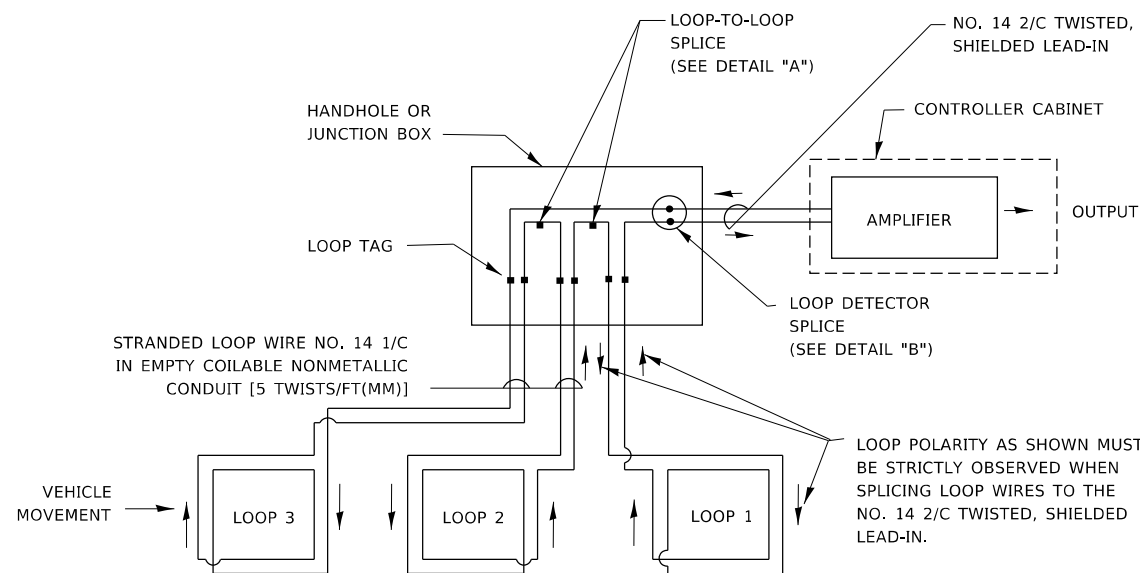 LOOP-TO-LOOP
SPLICE
(SEE DETAIL "A")
NO. 14 2/C TWISTED,
SHIELDED LEAD-IN
HANDHOLE OR
JUNCTION BOX
CONTROLLER CABINET
AMPLIFIER
OUTPUT
LOOP TAG
LOOP DETECTOR
SPLICE
(SEE DETAIL "B")
STRANDED LOOP WIRE NO. 14 1/C
IN EMPTY COILABLE NONMETALLIC
CONDUIT [5 TWISTS/FT(MM)]
LOOP POLARITY AS SHOWN MUST
BE STRICTLY OBSERVED WHEN
SPLICING LOOP WIRES TO THE
NO. 14 2/C TWISTED, SHIELDED
LEAD-IN.
VEHICLE
MOVEMENT
LOOP 3
LOOP 2
LOOP 1